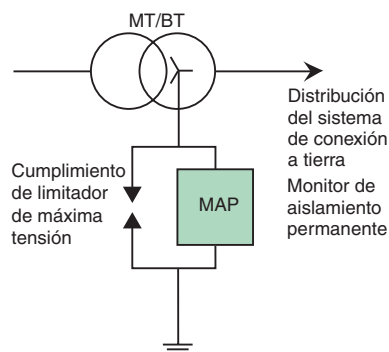 MT/BT
Distribución
del sistema
de conexión
a tierra
Cumplimiento
de limitador
de máxima
tensión
MAP
Monitor de
aislamiento
permanente